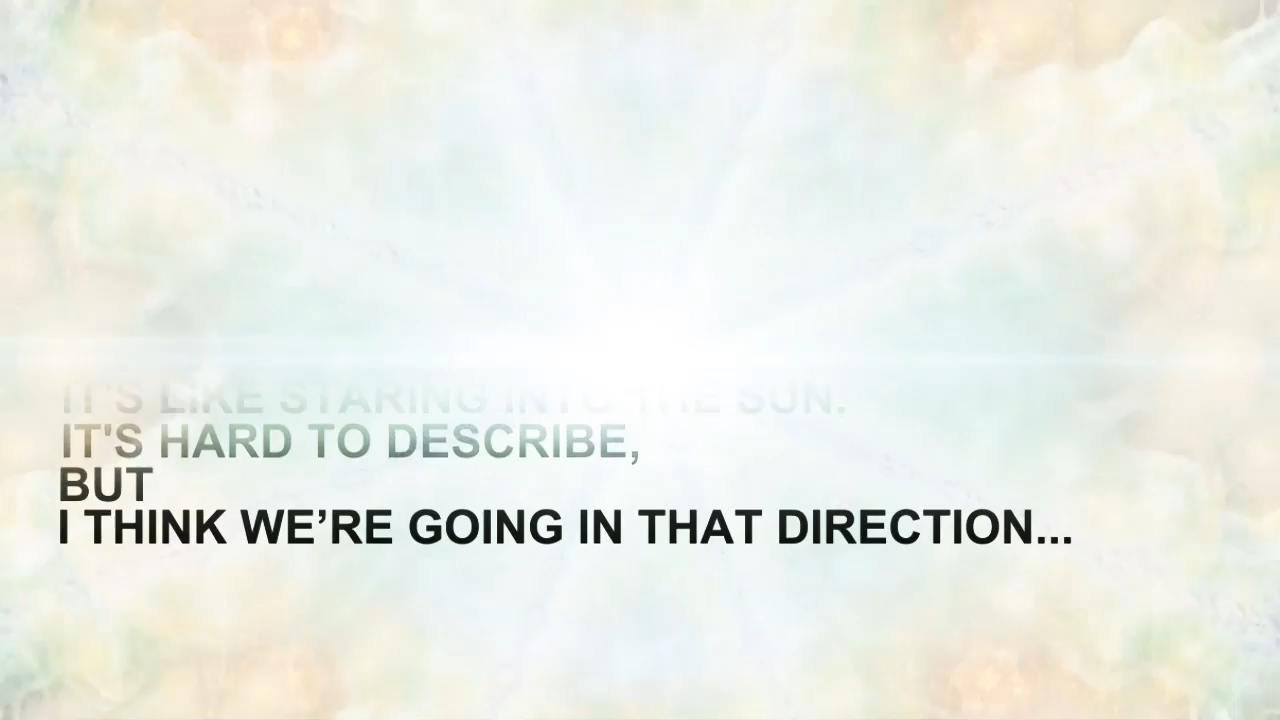 IT'S LIKE STARING INTO THE SUN.
IT'S HARD TO DESCRIBE,
BUT
I THINK WE’RE GOING IN THAT DIRECTION...